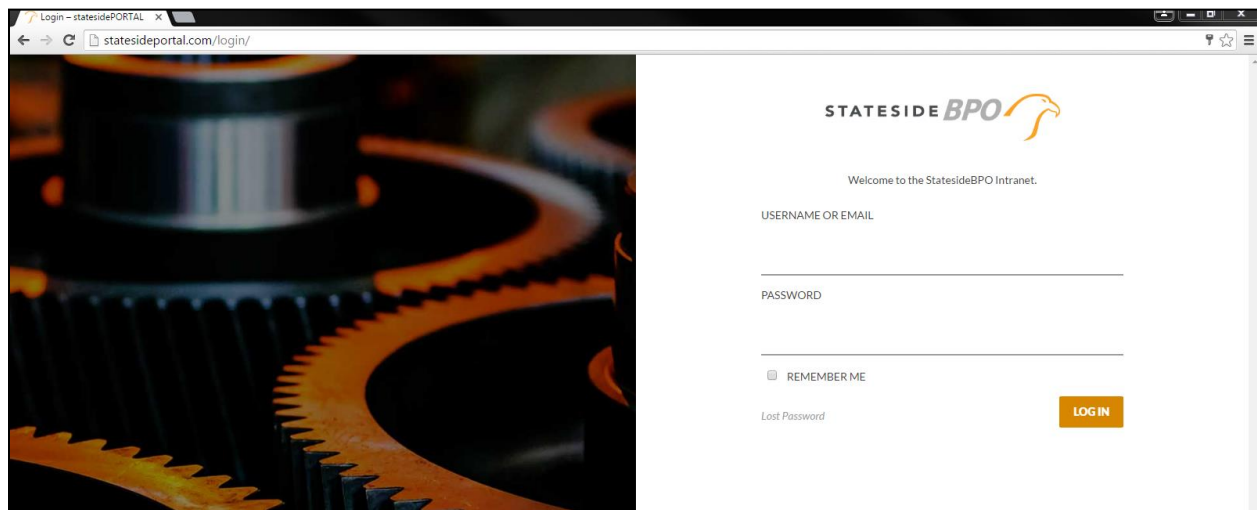 Login – statesidePORTAL
statesideportal.com/login/
STATESIDE BPO
Welcome to the StatesideBPO Intranet.
USERNAME OR EMAIL
PASSWORD
REMEMBER ME
Lost Password
LOG IN